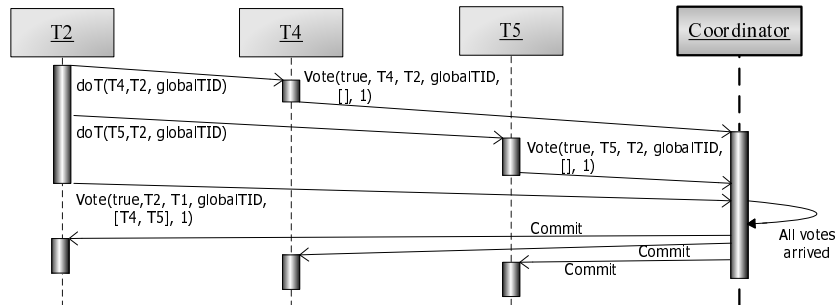 T2
T4
T5
Coordinator
doT(T4,T2, globalTID)
Vote(true, T4, T2, globalTID,
[], 1)
doT(T5,T2, globalTID)
Vote(true, T5, T2, globalTID,
[], 1)
Vote(true,T2, T1, globalTID,
[T4, T5], 1)
All votes
arrived
Commit
Commit
Commit